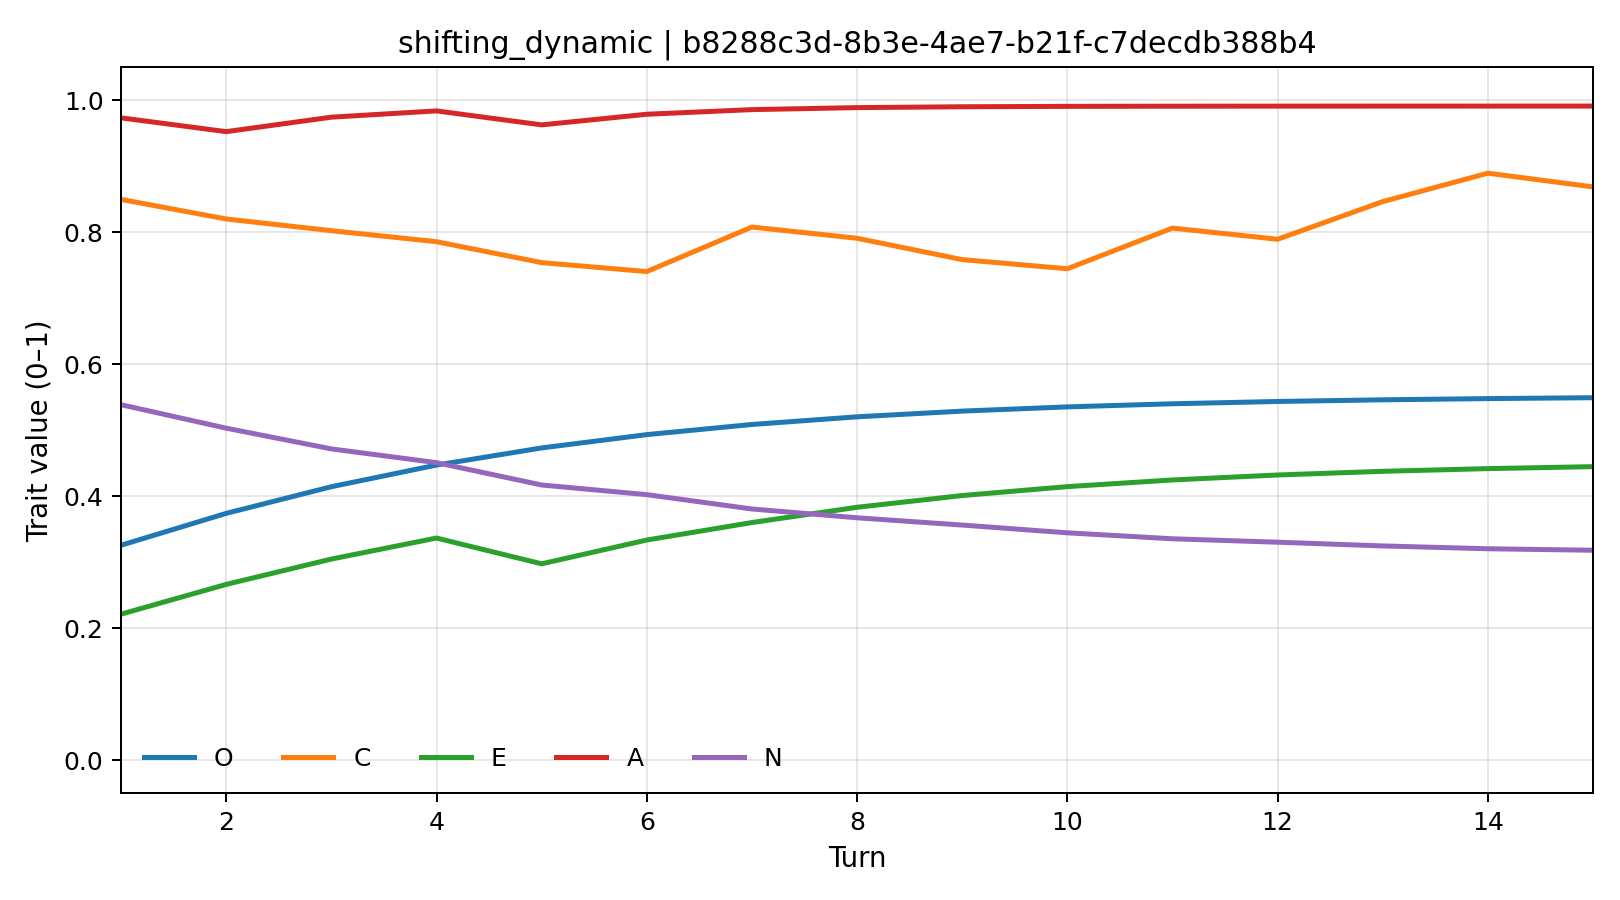 shifting_dynamic | b8288c3d-8b3e-4ae7-b21f-c7decdb388b4
Trait value (0–1)
1.0
0.8
0.6
0.4
0.2
0.0
O C E A N
2 4 6 8 10 12 14
Turn